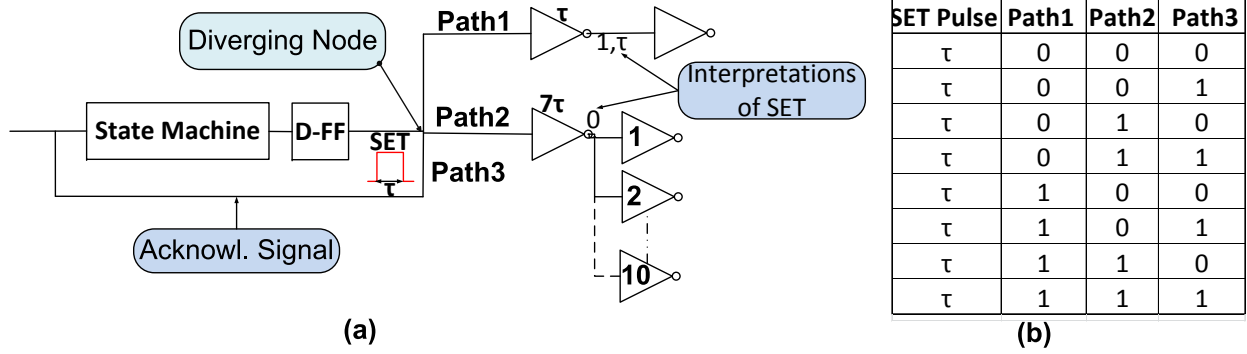 Diverging Node
Path1
τ
1,τ
Interpretations
of SET
State Machine
D-FF
SET
τ
Path2
7τ
0
1
Path3
2
10
Acknowl. Signal
(a)
SET Pulse Path1 Path2 Path3
τ 0 0 0
τ 0 0 1
τ 0 1 0
τ 0 1 1
τ 1 0 0
τ 1 0 1
τ 1 1 0
τ 1 1 1
(b)